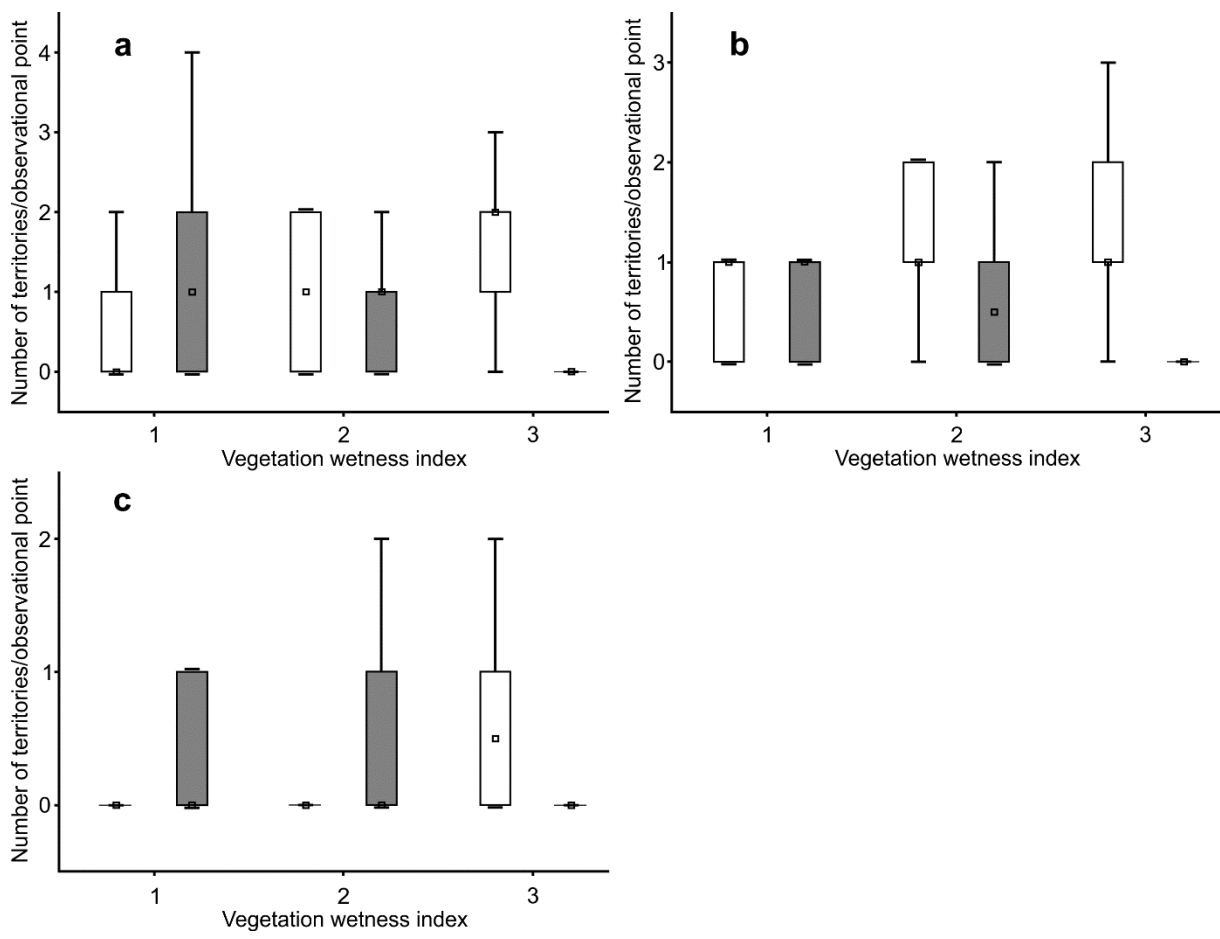 a
Number of territories/observational point
4
3
2
1
0
1 2 3
Vegetation wetness index
b
Number of territories/observational point
3
2
1
0
1 2 3
Vegetation wetness index
c
Number of territories/observational point
2
1
0
1 2 3
Vegetation wetness index